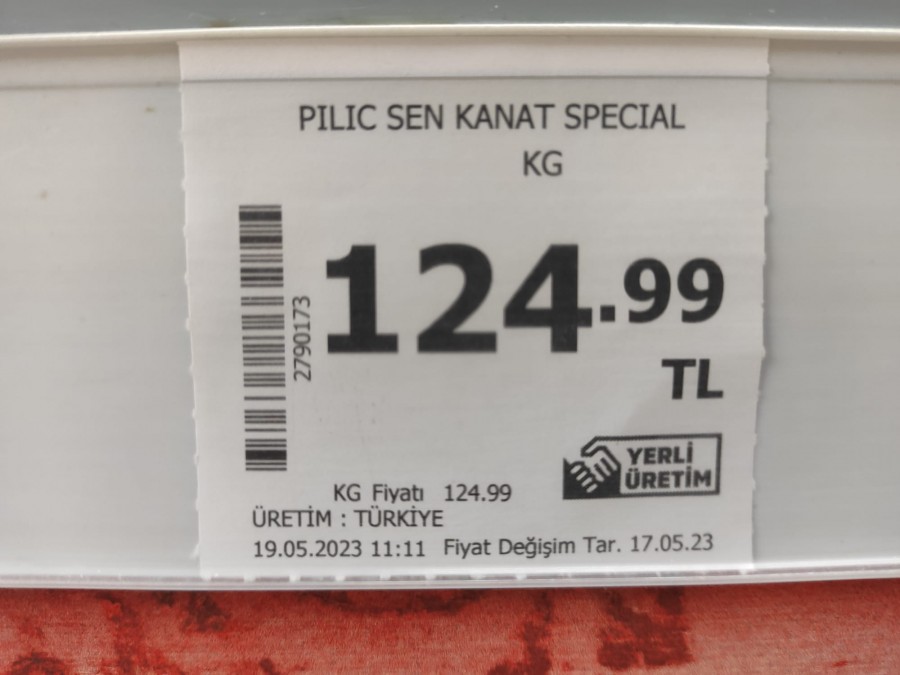 PILIC SEN KANAT SPECIAL
KG
124.99
TL
2790173
YERLİ
ÜRETİM
KG Fiyatı 124.99
ÜRETİM : TÜRKİYE
19.05.2023 11:11 Fiyat Değişim Tar. 17.05.23